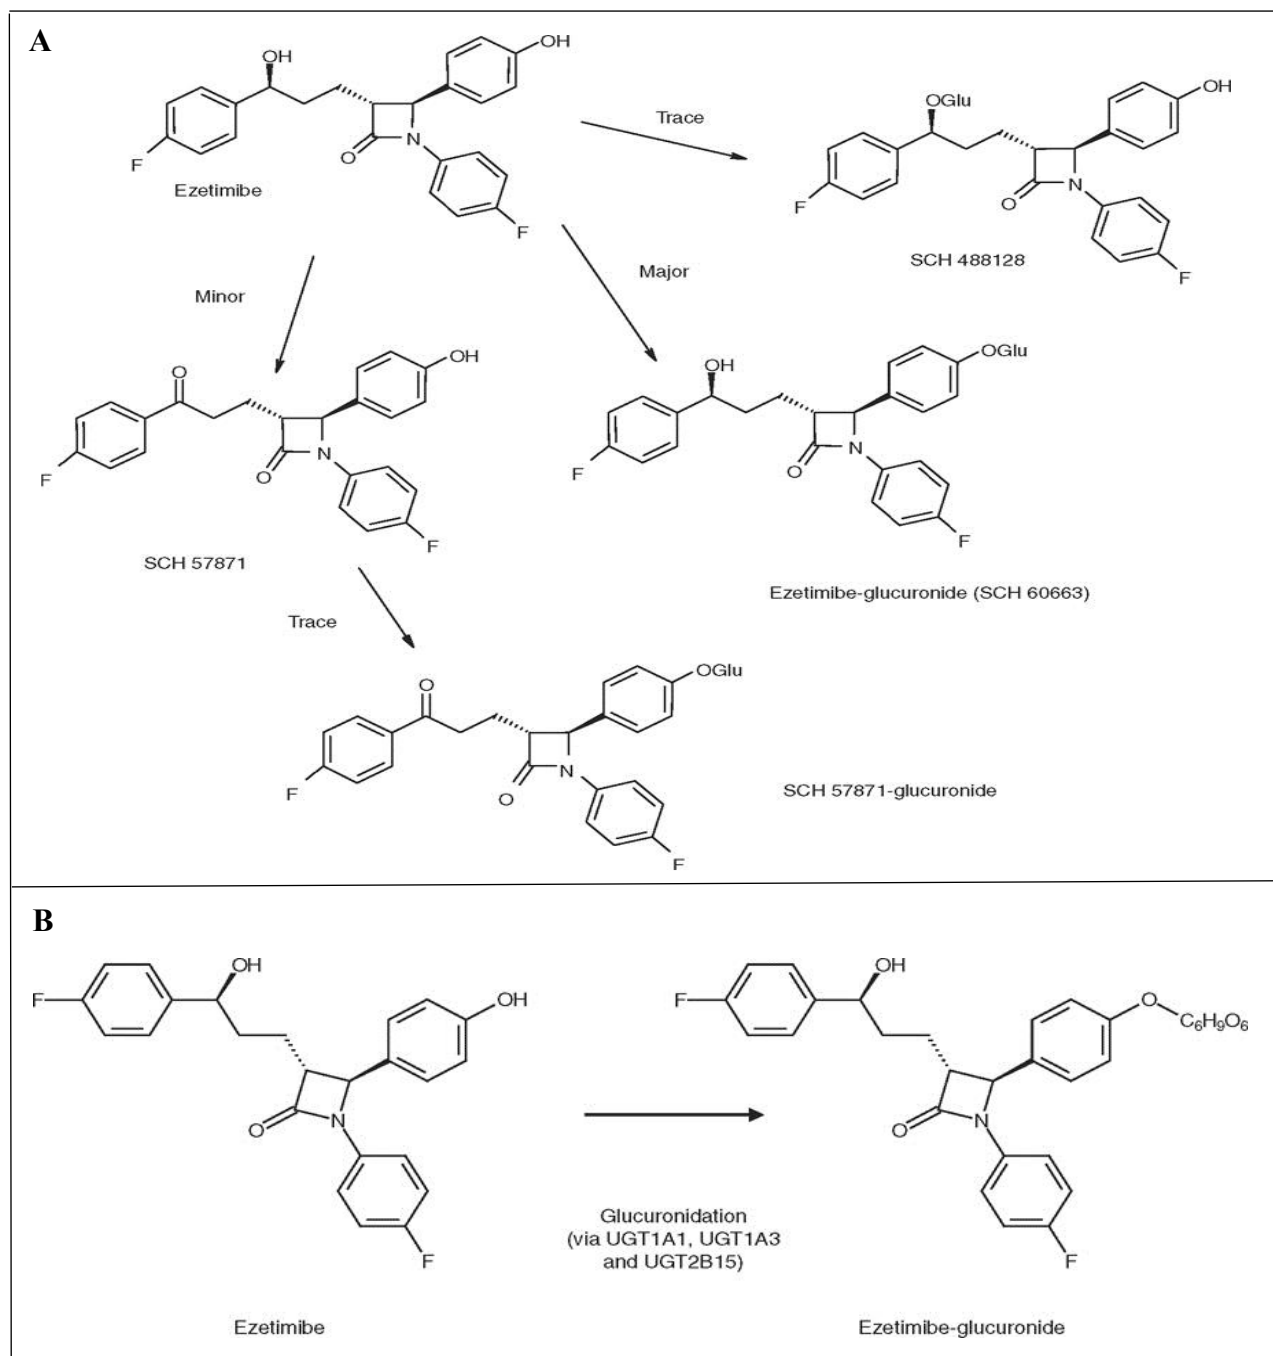 A
OH
OH
F
O
N
F
Ezetimibe
Trace
OGlu
OH
F
O
N
F
SCH 488128
Minor
Major
O
OH
F
O
N
F
SCH 57871
OH
OGlu
F
O
N
F
Ezetimibe-glucuronide (SCH 60663)
Trace
O
OGlu
F
O
N
F
SCH 57871-glucuronide
B
F
OH
OH
O
N
F
Ezetimibe
Glucuronidation
(via UGT1A1, UGT1A3
and UGT2B15)
F
OH
O
C6H9O6
O
N
F
Ezetimibe-glucuronide